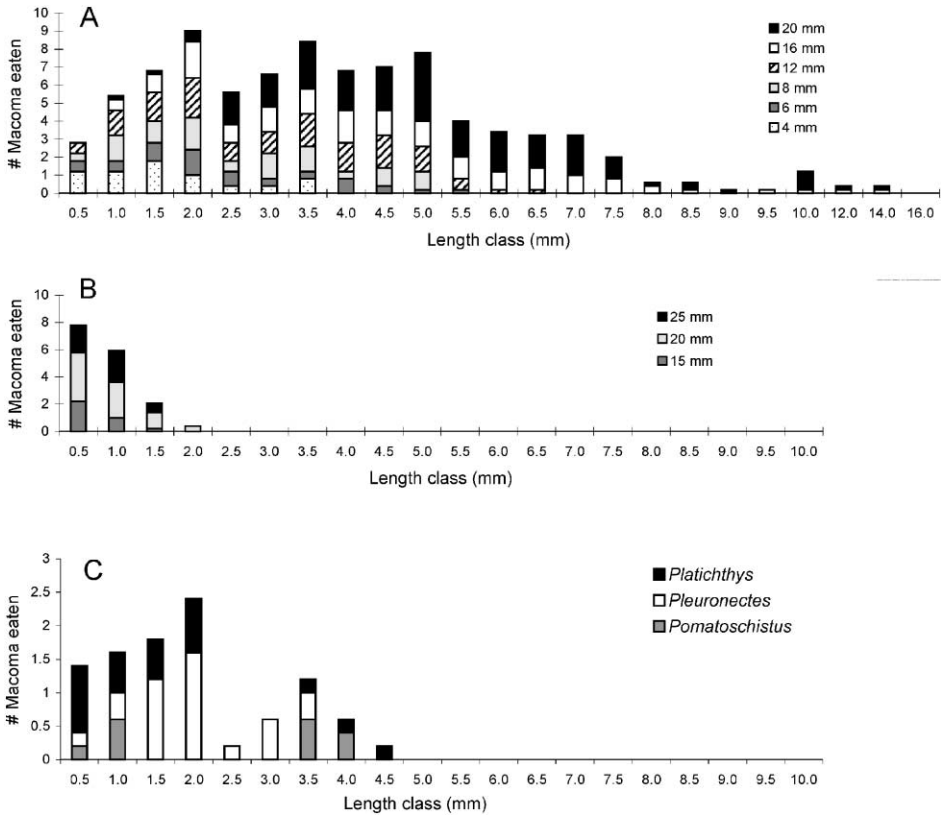 A
10
9
8
7
6
5
4
3
2
1
0
# Macoma eaten
20 mm
16 mm
12 mm
8 mm
6 mm
4 mm
0.5 1.0 1.5 2.0 2.5 3.0 3.5 4.0 4.5 5.0 5.5 6.0 6.5 7.0 7.5 8.0 8.5 9.0 9.5 10.0 12.0 14.0 16.0
Length class (mm)
B
10
8
6
4
2
0
# Macoma eaten
25 mm
20 mm
15 mm
0.5 1.0 1.5 2.0 2.5 3.0 3.5 4.0 4.5 5.0 5.5 6.0 6.5 7.0 7.5 8.0 8.5 9.0 9.5 10.0
Length class (mm)
C
3
2.5
2
1.5
1
0.5
0
# Macoma eaten
Platichthys
Pleuronectes
Pomatoschistus
0.5 1.0 1.5 2.0 2.5 3.0 3.5 4.0 4.5 5.0 5.5 6.0 6.5 7.0 7.5 8.0 8.5 9.0 9.5 10.0
Length class (mm)